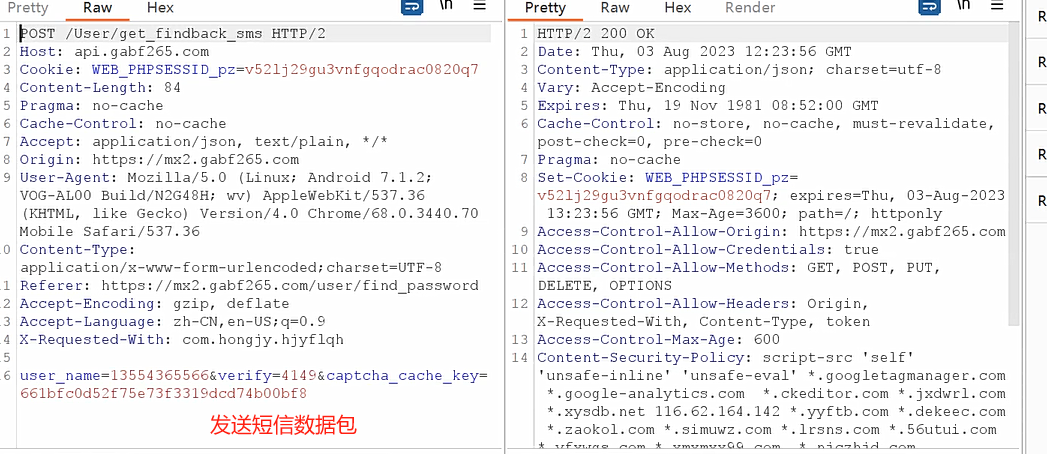 Pretty Raw Hex \n
1 POST /User/get_findback_sms HTTP/2
2 Host: api.gabf265.com
3 Cookie: WEB_PHPSESSID_pz=v52lj29gu3vnfgqodrac0820q7
4 Content-Length: 84
5 Pragma: no-cache
6 Cache-Control: no-cache
7 Accept: application/json, text/plain, */*
8 Origin: https://mx2.gabf265.com
9 User-Agent: Mozilla/5.0 (Linux; Android 7.1.2;
VOG-AL00 Build/N2G48H; wv) AppleWebKit/537.36
(KHTML, like Gecko) Version/4.0 Chrome/68.0.3440.70
Mobile Safari/537.36
0 Content-Type:
application/x-www-form-urlencoded;charset=UTF-8
1 Referer: https://mx2.gabf265.com/user/find_password
2 Accept-Encoding: gzip, deflate
3 Accept-Language: zh-CN,en-US;q=0.9
4 X-Requested-With: com.hongjy.hjyflqh
5
6 user_name=13554365566&verify=4149&captcha_cache_key=
661bfc0d52f75e73f3319dcd74b00bf8
发送短信数据包
Pretty Raw Hex Render \n
1 HTTP/2 200 OK
2 Date: Thu, 03 Aug 2023 12:23:56 GMT
3 Content-Type: application/json; charset=utf-8
4 Vary: Accept-Encoding
5 Expires: Thu, 19 Nov 1981 08:52:00 GMT
6 Cache-Control: no-store, no-cache, must-revalidate,
post-check=0, pre-check=0
7 Pragma: no-cache
8 Set-Cookie: WEB_PHPSESSID_pz=
v52lj29gu3vnfgqodrac0820q7; expires=Thu, 03-Aug-2023
13:23:56 GMT; Max-Age=3600; path=/; httponly
9 Access-Control-Allow-Origin: https://mx2.gabf265.com
10 Access-Control-Allow-Credentials: true
11 Access-Control-Allow-Methods: GET, POST, PUT,
DELETE, OPTIONS
12 Access-Control-Allow-Headers: Origin,
X-Requested-With, Content-Type, token
13 Access-Control-Max-Age: 600
14 Content-Security-Policy: script-src 'self'
'unsafe-inline' 'unsafe-eval' *.googletagmanager.com
*.google-analytics.com *.ckeditor.com *.jxdwrl.com
*.xysdb.net 116.62.164.142 *.yyftb.com *.dekeec.com
*.zaokol.com *.simuwz.com *.lrsns.com *.56utui.com
R
R
R
R
R